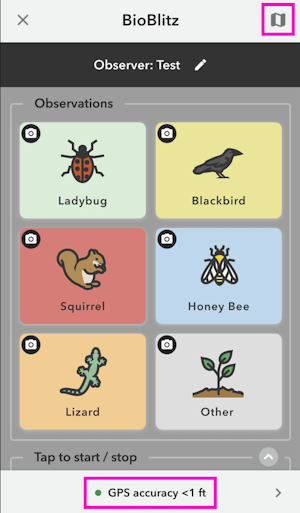 BioBlitz
Observer: Test
Observations
Ladybug
Blackbird
Squirrel
Honey Bee
Lizard
Other
Tap to start / stop
GPS accuracy <1 ft